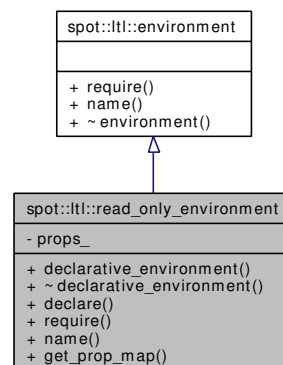 spot::ltl::environment
+ require()
+ name()
+ ~environment()
spot::ltl::read_only_environment
- props_
+ declarative_environment()
+ ~declarative_environment()
+ declare()
+ require()
+ name()
+ get_prop_map()